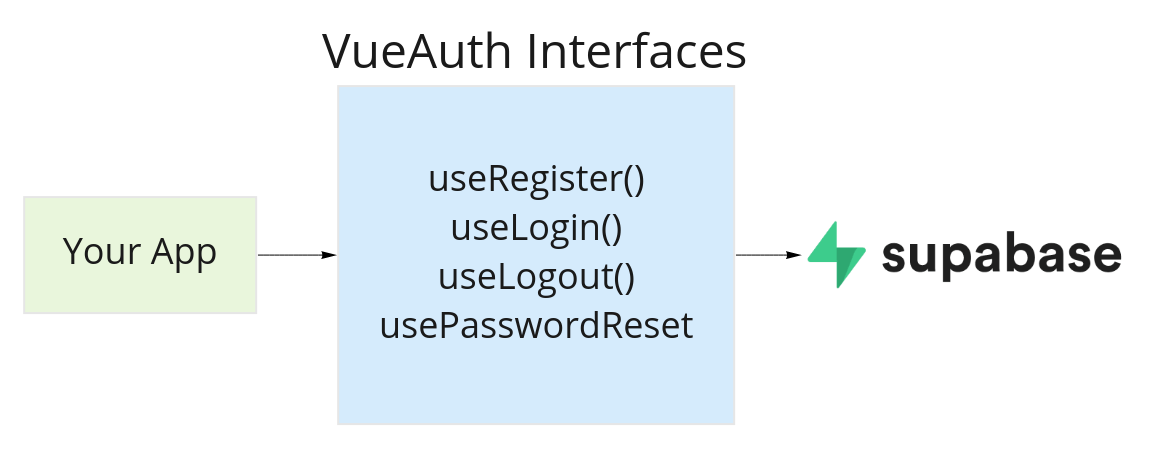 VueAuth Interfaces
useRegister()
useLogin()
useLogout()
usePasswordReset
Your App
supabase